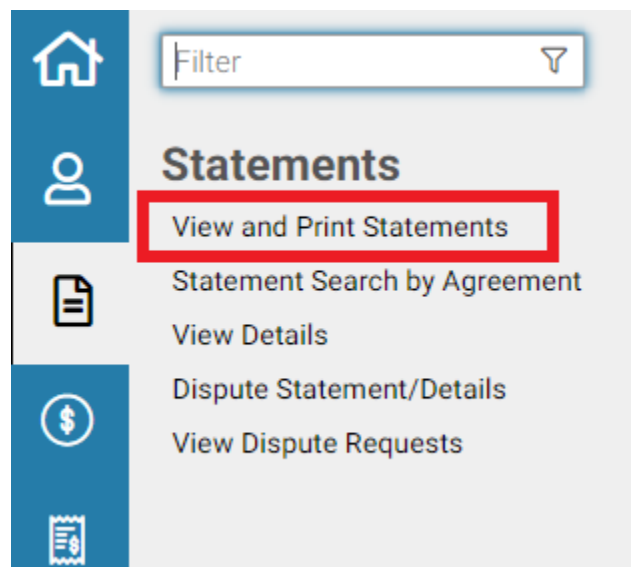 Filter
Statements
View and Print Statements
Statement Search by Agreement
View Details
Dispute Statement/Details
View Dispute Requests